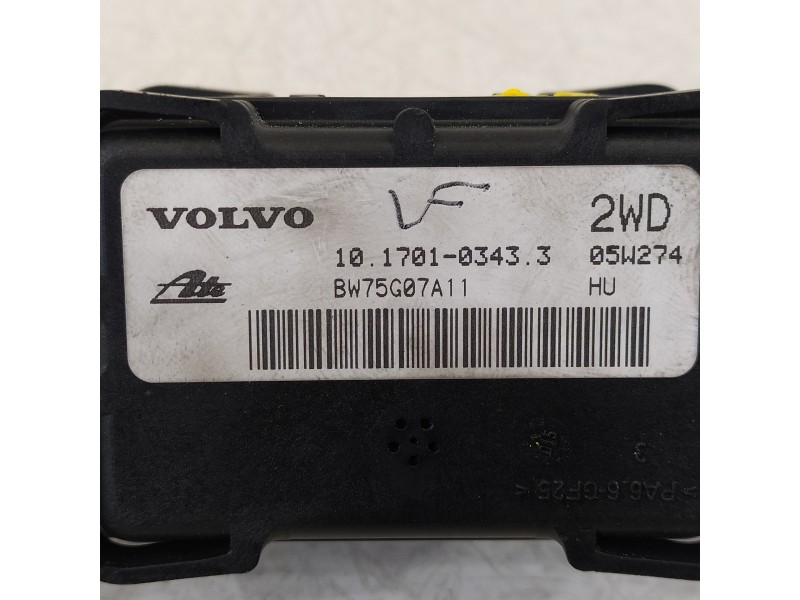 VOLVO VF 2WD
10.1701-0343.3 05W274
Ate BW75G07A11 HU
>PA6.6-GF25<